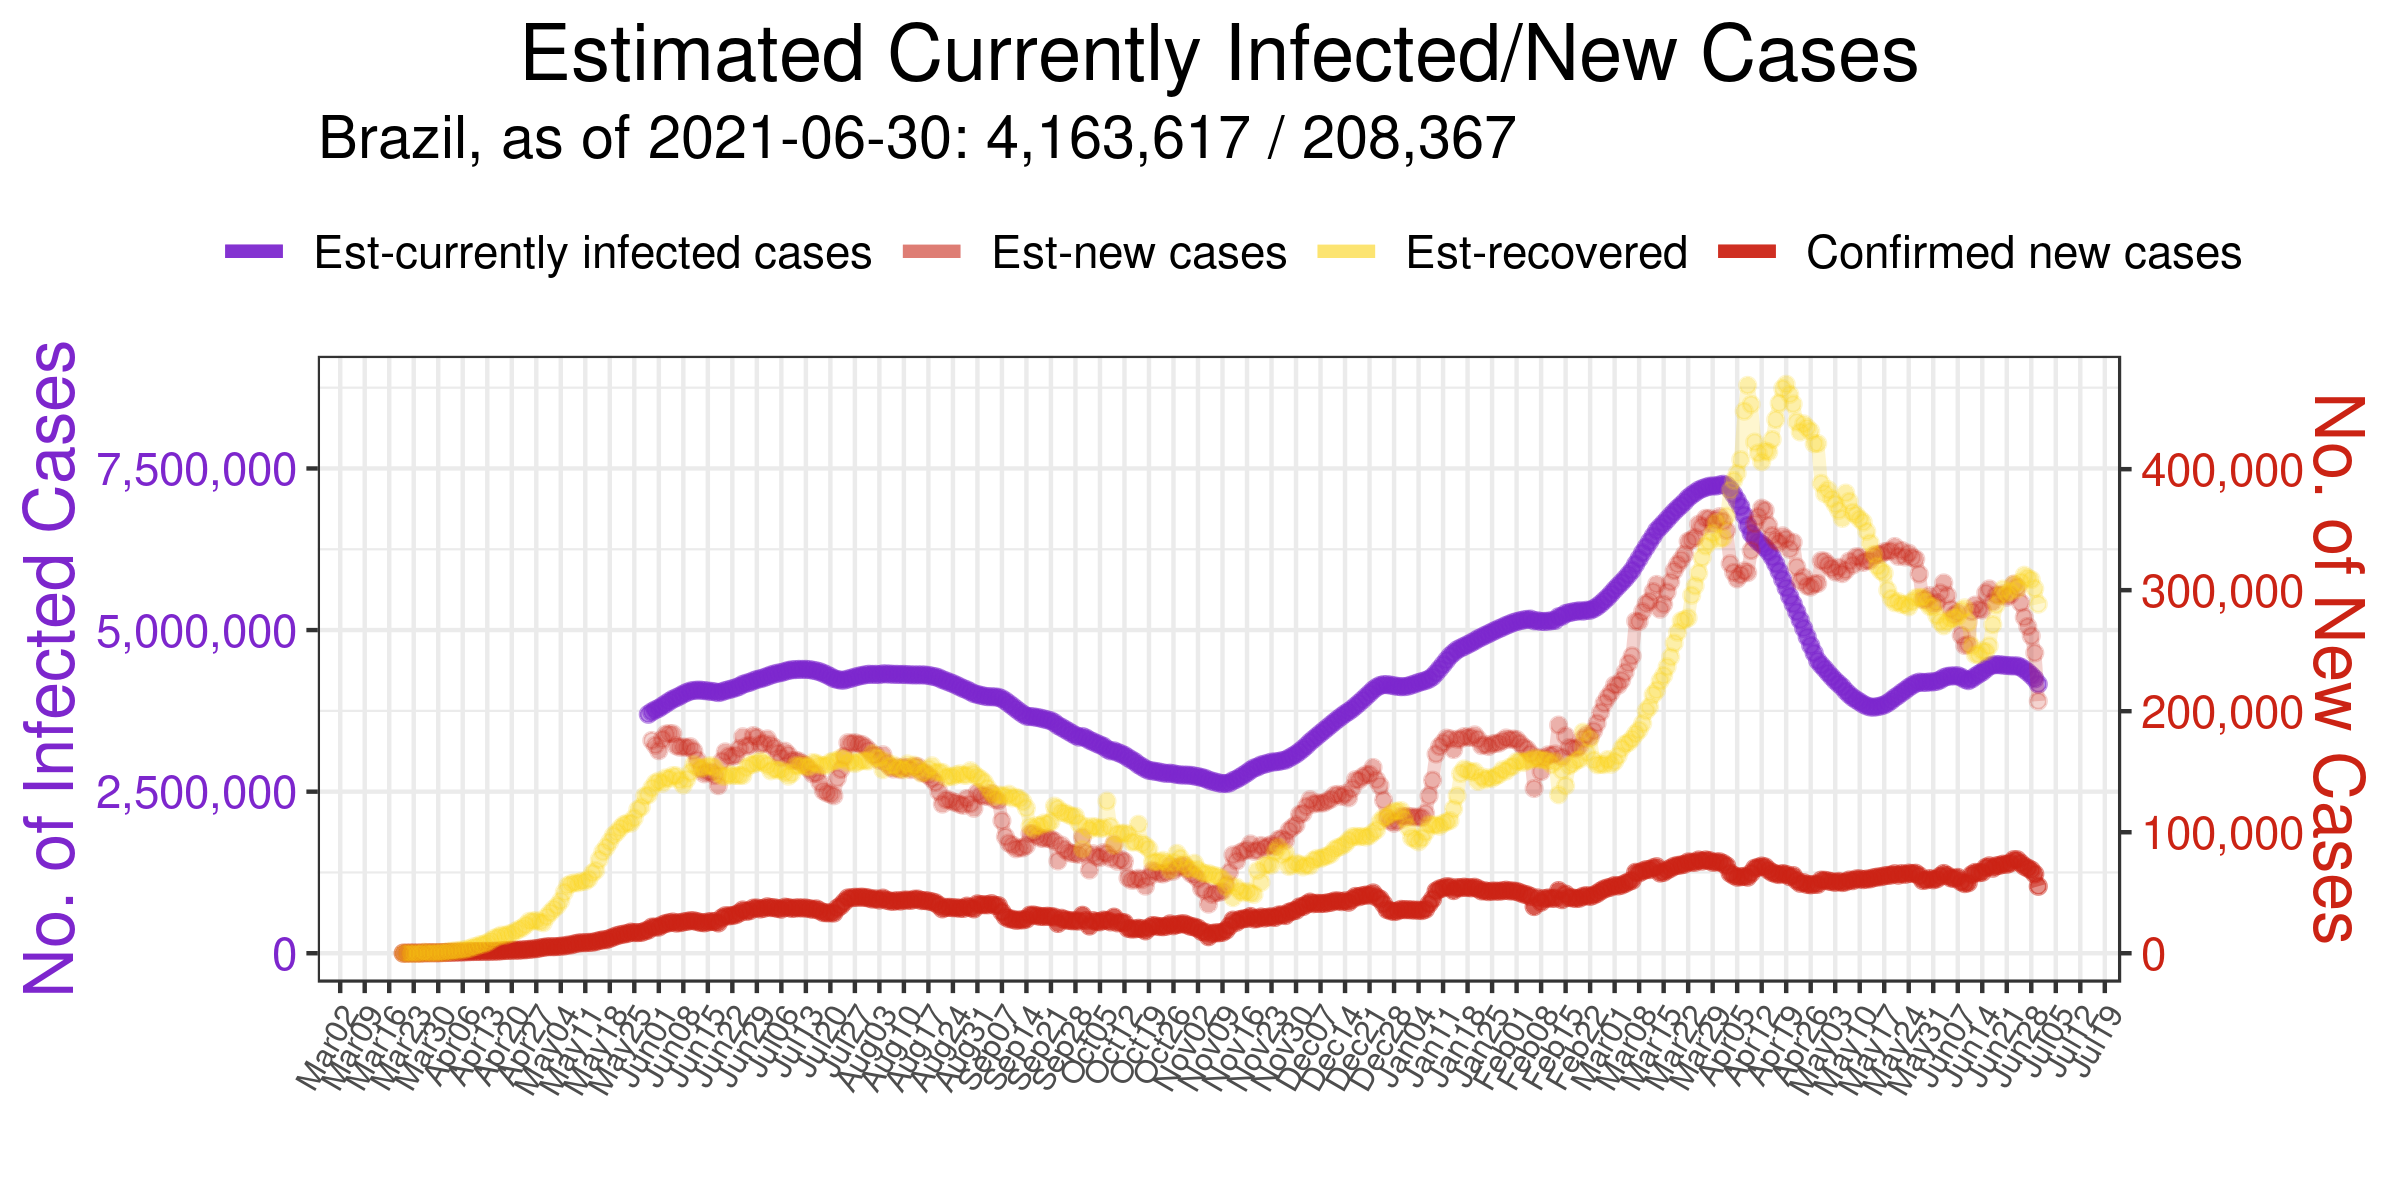 Estimated Currently Infected/New Cases
Brazil, as of 2021-06-30: 4,163,617 / 208,367
Est-currently infected cases Est-new cases Est-recovered Confirmed new cases
No. of Infected Cases
7,500,000
5,000,000
2,500,000
0
400,000
300,000
200,000
100,000
0
No. of New Cases
Mar02
Mar09
Mar16
Mar23
Mar30
Apr06
Apr13
Apr20
Apr27
May04
May11
May18
May25
Jun01
Jun08
Jun15
Jun22
Jun29
Jul06
Jul13
Jul20
Jul27
Aug03
Aug10
Aug17
Aug24
Aug31
Sep07
Sep14
Sep21
Sep28
Oct05
Oct12
Oct19
Oct26
Nov02
Nov09
Nov16
Nov23
Nov30
Dec07
Dec14
Dec21
Dec28
Jan04
Jan11
Jan18
Jan25
Feb01
Feb08
Feb15
Feb22
Mar01
Mar08
Mar15
Mar22
Mar29
Apr05
Apr12
Apr19
Apr26
May03
May10
May17
May24
May31
Jun07
Jun14
Jun21
Jun28
Jul05
Jul12
Jul19